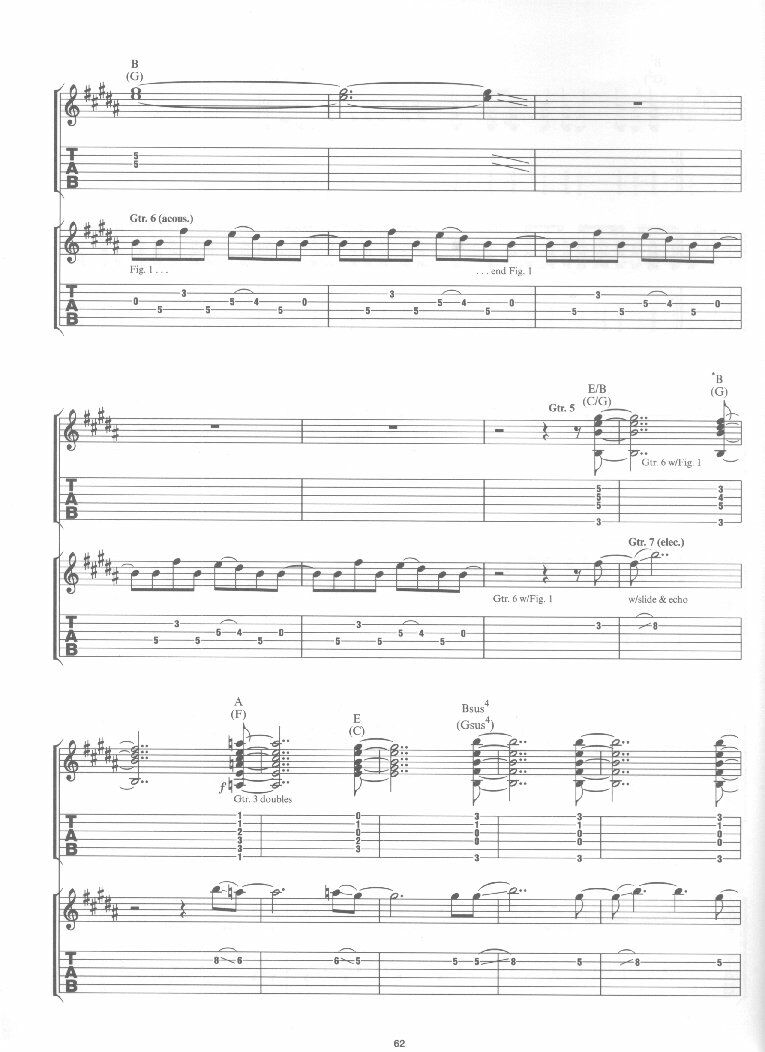 B
(G)
T
A
B
5
5
Gtr. 6 (acous.)
Fig. 1 . . .
. . . end Fig. 1
T
A
B
0 5 3 5 5 4 5 0 5 3 5 5 4 5 0 5 3 5 5 4 5 0
E/B
*B
Gtr. 5
(C/G)
(G)
Gtr. 6 w/Fig. 1
T
A
B
5 3
5 4
5 5
3 3
Gtr. 7 (elec.)
Gtr. 6 w/Fig. 1
w/slide & echo
T
A
B
5 3 5 5 4 5 0 5 3 5 5 4 5 0 3 8
A
(F)
E
(C)
Bsus4
(Gsus4)
f
Gtr. 3 doubles
T
A
B
1 0 3 3 3
1 1 1 1 1
2 0 0 0 0
3 2 0 0 0
3 3
1 3 3 3
T
A
B
8 6 6 5 5 5 8 5 5 8 5
62